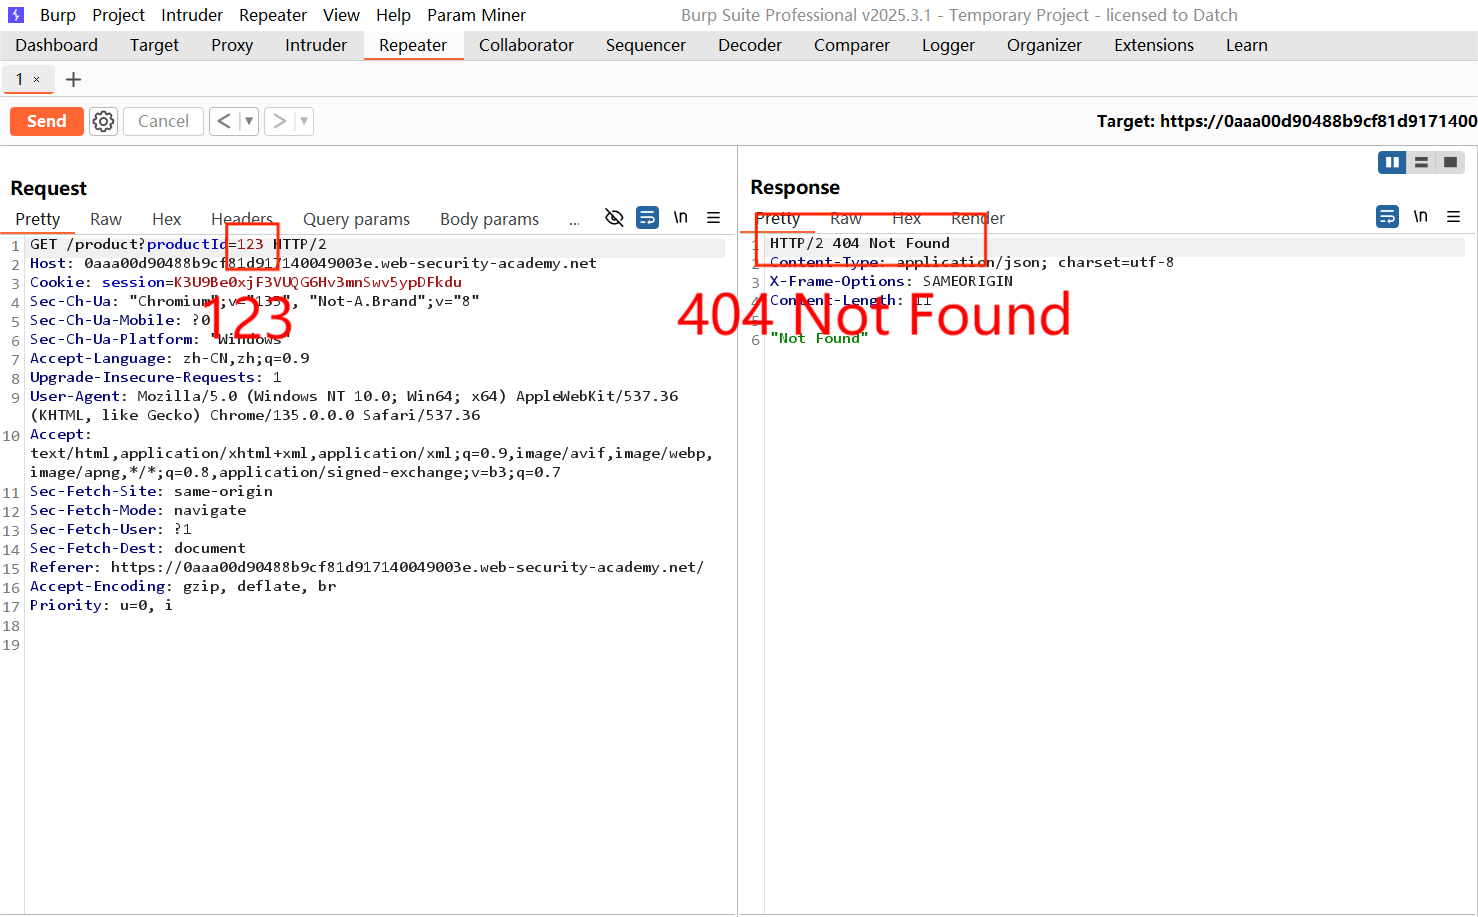 Burp Project Intruder Repeater View Help Param Miner Burp Suite Professional v2025.3.1 - Temporary Project - licensed to Datch
Dashboard Target Proxy Intruder Repeater Collaborator Sequencer Decoder Comparer Logger Organizer Extensions Learn
1 × +
Send Cancel < ▼ > ▼ Target: https://0aaa00d90488b9cf81d9171400
Request
Pretty Raw Hex Headers Query params Body params ... \n
1 GET /product?productId=123 HTTP/2
2 Host: 0aaa00d90488b9cf81d917140049003e.web-security-academy.net
3 Cookie: session=K3U9Be0xjF3VUQG6Hv3mnSwv5ypDFkdu
4 Sec-Ch-Ua: "Chromium";v="135", "Not-A.Brand";v="8"
5 Sec-Ch-Ua-Mobile: ?0
6 Sec-Ch-Ua-Platform: "Windows"
7 Accept-Language: zh-CN,zh;q=0.9
8 Upgrade-Insecure-Requests: 1
9 User-Agent: Mozilla/5.0 (Windows NT 10.0; Win64; x64) AppleWebKit/537.36
(KHTML, like Gecko) Chrome/135.0.0.0 Safari/537.36
10 Accept:
text/html,application/xhtml+xml,application/xml;q=0.9,image/avif,image/webp,
image/apng,*/*;q=0.8,application/signed-exchange;v=b3;q=0.7
11 Sec-Fetch-Site: same-origin
12 Sec-Fetch-Mode: navigate
13 Sec-Fetch-User: ?1
14 Sec-Fetch-Dest: document
15 Referer: https://0aaa00d90488b9cf81d917140049003e.web-security-academy.net/
16 Accept-Encoding: gzip, deflate, br
17 Priority: u=0, i
18
19
123
Response
Pretty Raw Hex Render \n
1 HTTP/2 404 Not Found
2 Content-Type: application/json; charset=utf-8
3 X-Frame-Options: SAMEORIGIN
4 Content-Length: 11
5
6 "Not Found"
404 Not Found